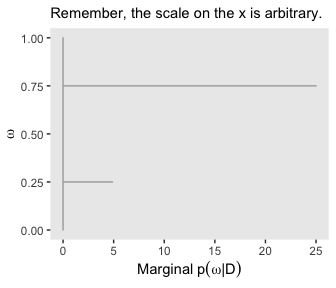 Remember, the scale on the x is arbitrary.
1.00
0.75
ω
0.50
0.25
0.00
0 5 10 15 20 25
Marginal p(ω|D)